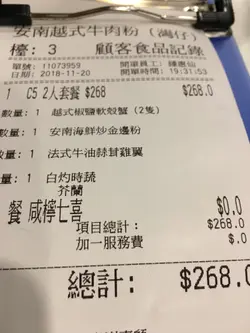 安南越式牛肉粉 (灣仔)
檯: 3 顧客食品記錄
單號: 11073959
日期: 2018-11-20 開單時間: 19:31:53
1 C5 2人套餐 $268 $268.0
數量: 1 越式椒鹽軟殼蟹 (2隻)
數量: 1 安南海鮮炒金邊粉
數量: 1 法式牛油蒜茸雞翼
數量: 1 白灼時蔬
芥蘭
餐 咸檸七喜 $0.0
項目總計: $268.0
加一服務費 $.0
總計: $268.0